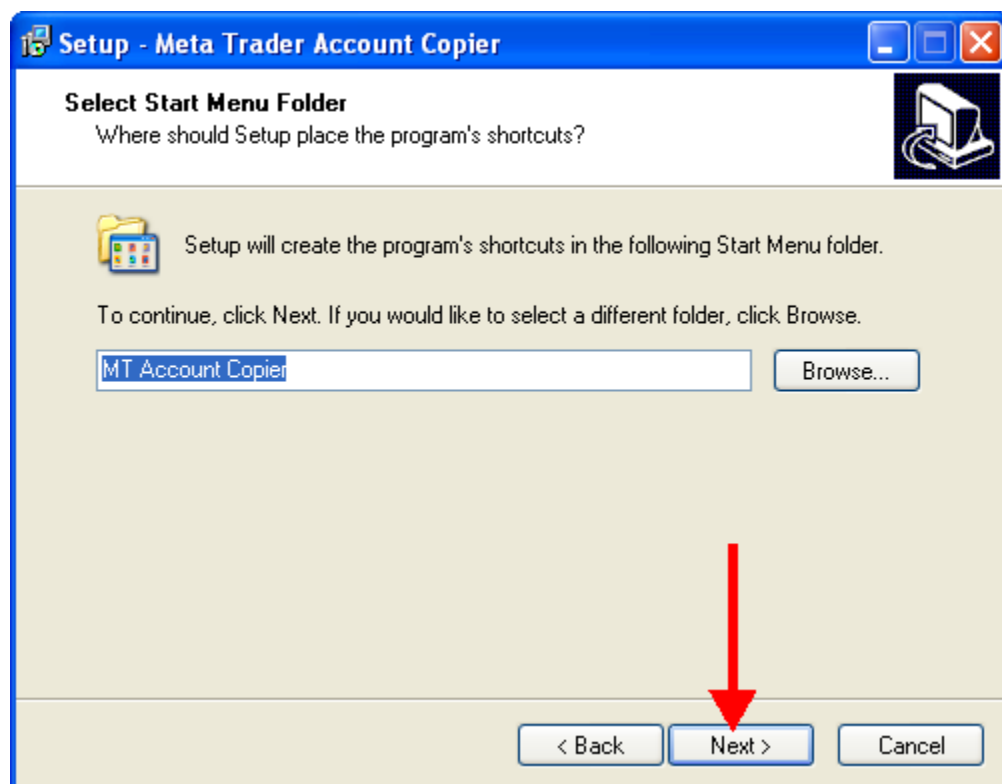 Setup - Meta Trader Account Copier
Select Start Menu Folder
Where should Setup place the program's shortcuts?
Setup will create the program's shortcuts in the following Start Menu folder.
To continue, click Next. If you would like to select a different folder, click Browse.
MT Account Copier
Browse...
< Back
Next >
Cancel